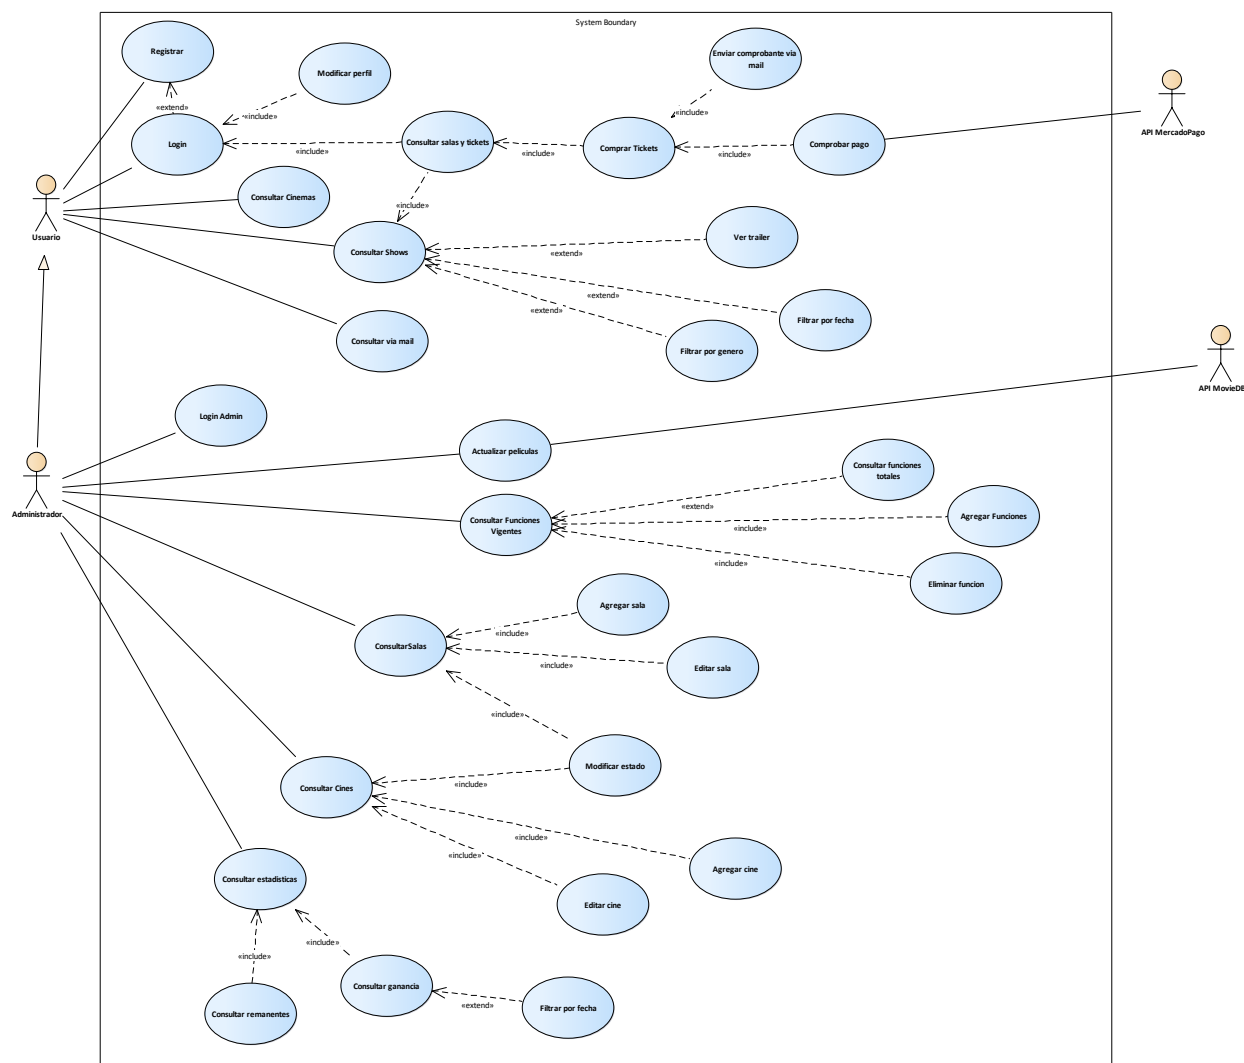 System Boundary
Registrar
Modificar perfil
Enviar comprobante via
mail
«extend»
«include»
«include»
API MercadoPago
Login
«include»
Consultar salas y tickets
«include»
Comprar Tickets
«include»
Comprobar pago
Consultar Cinemas
«include»
Usuario
Consultar Shows
Ver trailer
«extend»
«extend»
«extend»
Filtrar por fecha
Consultar via mail
Filtrar por genero
API MovieDB
Login Admin
Actualizar peliculas
Consultar funciones
totales
Administrador
«extend»
Consultar Funciones
Vigentes
«include»
Agregar Funciones
«include»
Eliminar funcion
Agregar sala
«include»
ConsultarSalas
«include»
Editar sala
«include»
Modificar estado
Consultar Cines
«include»
«include»
«include»
Agregar cine
Consultar estadisticas
Editar cine
«include»
«include»
Consultar ganancia
«extend»
Filtrar por fecha
Consultar remanentes